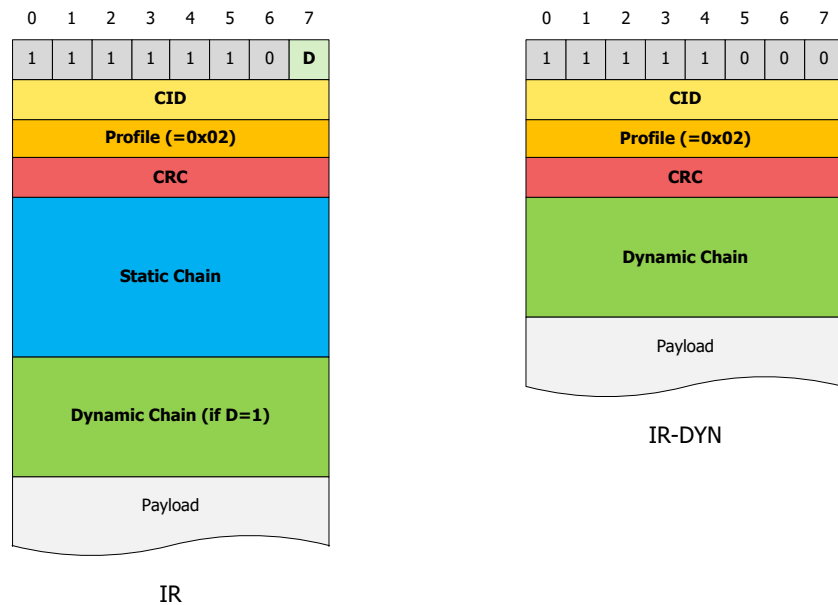 0 1 2 3 4 5 6 7
1 1 1 1 1 1 0 D
CID
Profile (=0x02)
CRC
Static Chain
Dynamic Chain (if D=1)
Payload
IR
0 1 2 3 4 5 6 7
1 1 1 1 1 0 0 0
CID
Profile (=0x02)
CRC
Dynamic Chain
Payload
IR-DYN